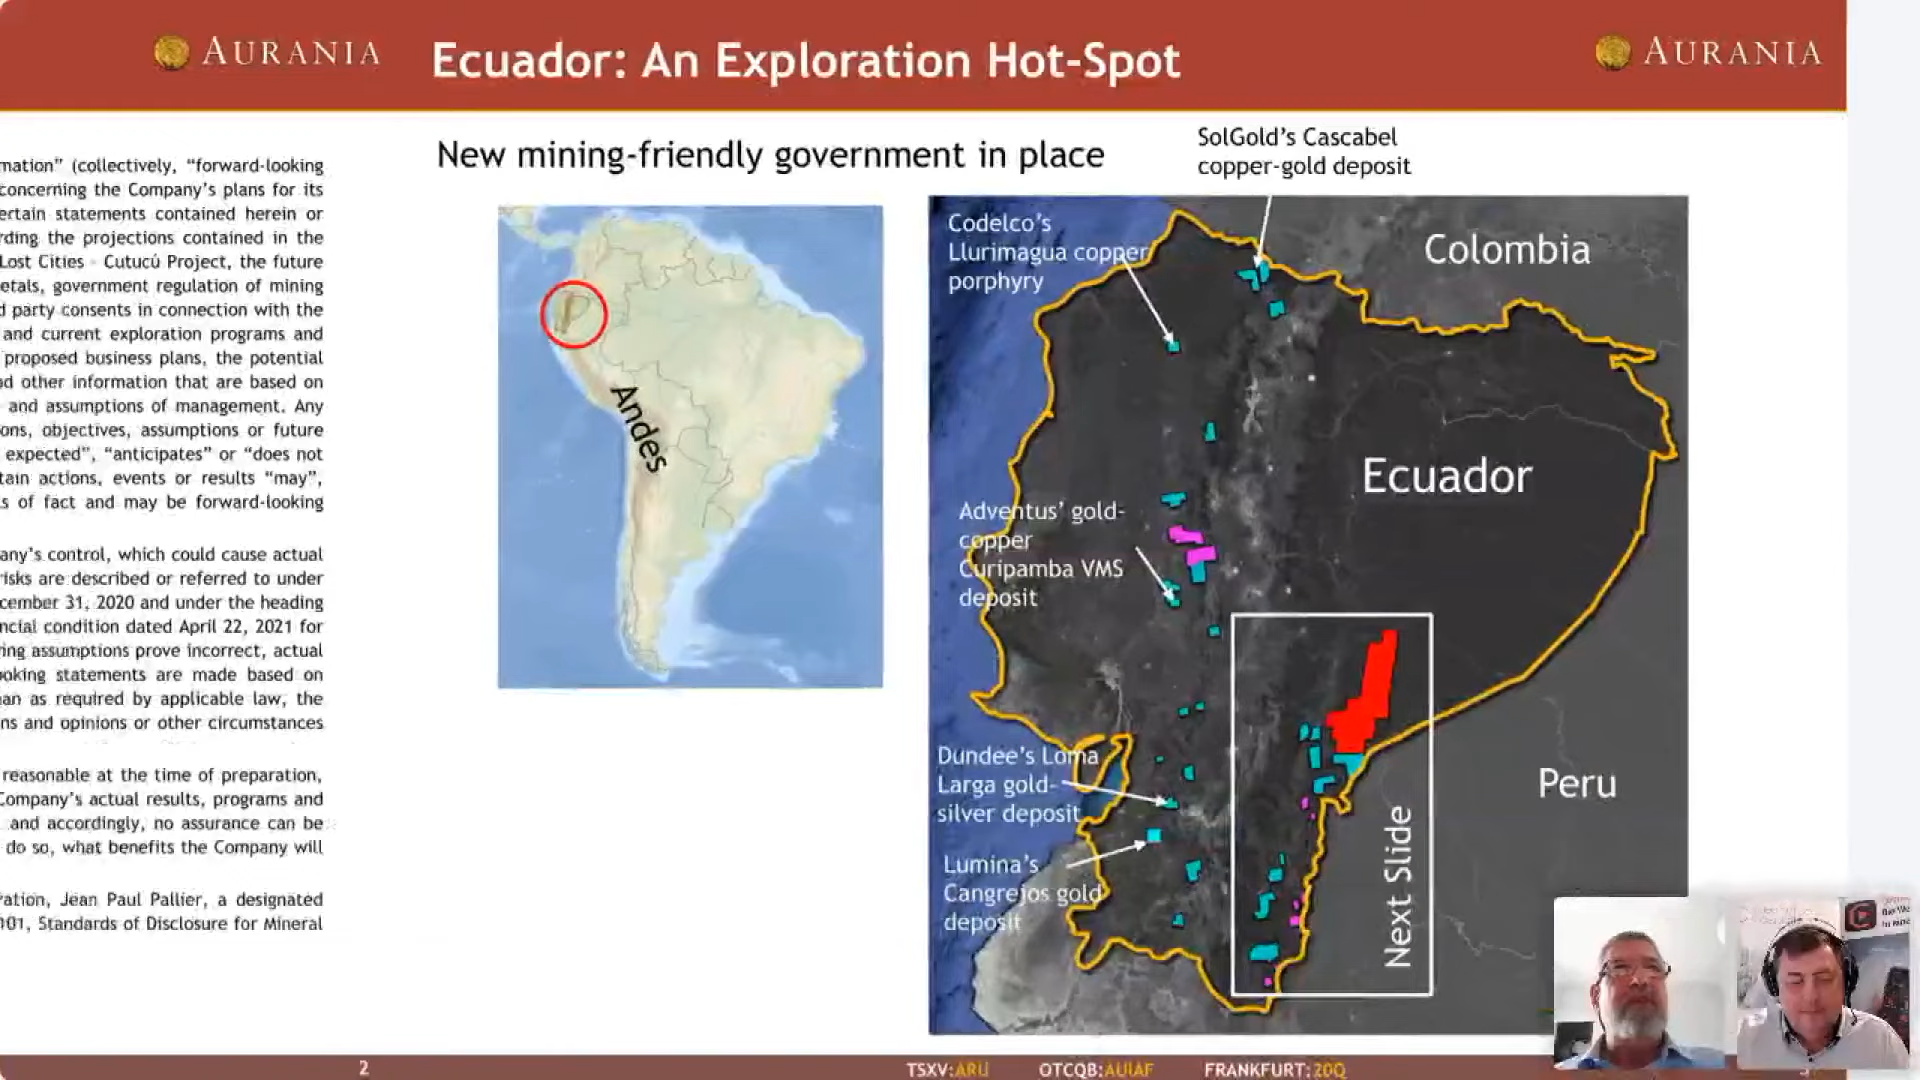 AURANIA
Ecuador: An Exploration Hot-Spot
AURANIA
mation” (collectively, “forward-looking
concerning the Company’s plans for its
ertain statements contained herein or
rding the projections contained in the
Lost Cities - Cutucú Project, the future
etals, government regulation of mining
d party consents in connection with the
and current exploration programs and
proposed business plans, the potential
nd other information that are based on
and assumptions of management. Any
ons, objectives, assumptions or future
expected”, “anticipates” or “does not
tain actions, events or results “may”,
s of fact and may be forward-looking
any’s control, which could cause actual
risks are described or referred to under
cember 31, 2020 and under the heading
ncial condition dated April 22, 2021 for
ing assumptions prove incorrect, actual
ooking statements are made based on
an as required by applicable law, the
ns and opinions or other circumstances
reasonable at the time of preparation,
Company’s actual results, programs and
and accordingly, no assurance can be
do so, what benefits the Company will
ration, Jean Paul Pallier, a designated
101, Standards of Disclosure for Mineral
2
New mining-friendly government in place
Andes
SolGold’s Cascabel
copper-gold deposit
Codelco’s
Llurimagua copper
porphyry
Colombia
Ecuador
Adventus’ gold-
copper
Curipamba VMS
deposit
Dundee’s Loma
Larga gold-
silver deposit
Lumina’s
Cangrejos gold
deposit
Peru
Next Slide
TSXV:ARU OTCQB:AUIAF FRANKFURT:20Q